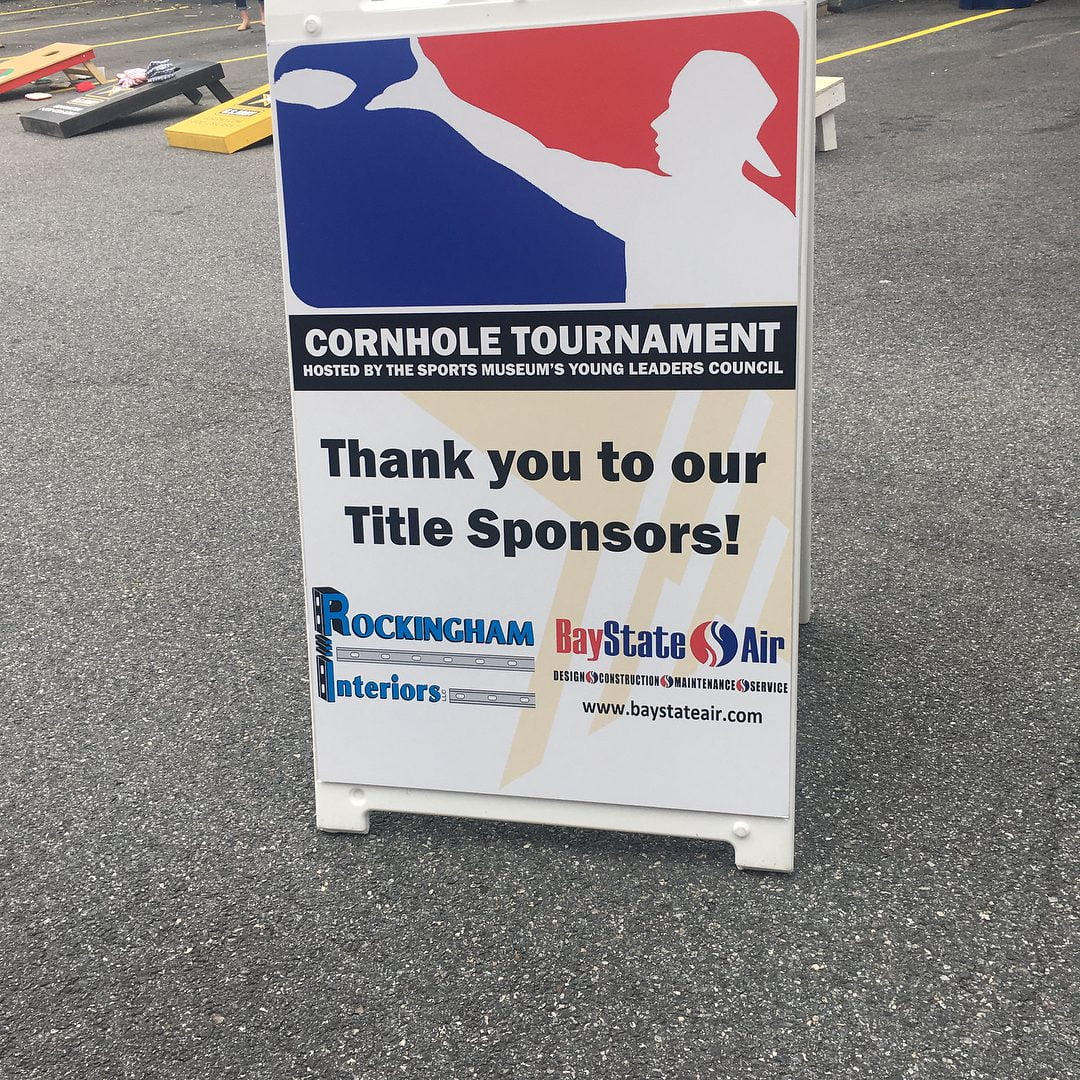 CORNHOLE TOURNAMENT
HOSTED BY THE SPORTS MUSEUM'S YOUNG LEADERS COUNCIL
Thank you to our
Title Sponsors!
ROCKINGHAM
Interiors LLC
BayState Air
DESIGN CONSTRUCTION MAINTENANCE SERVICE
www.baystateair.com